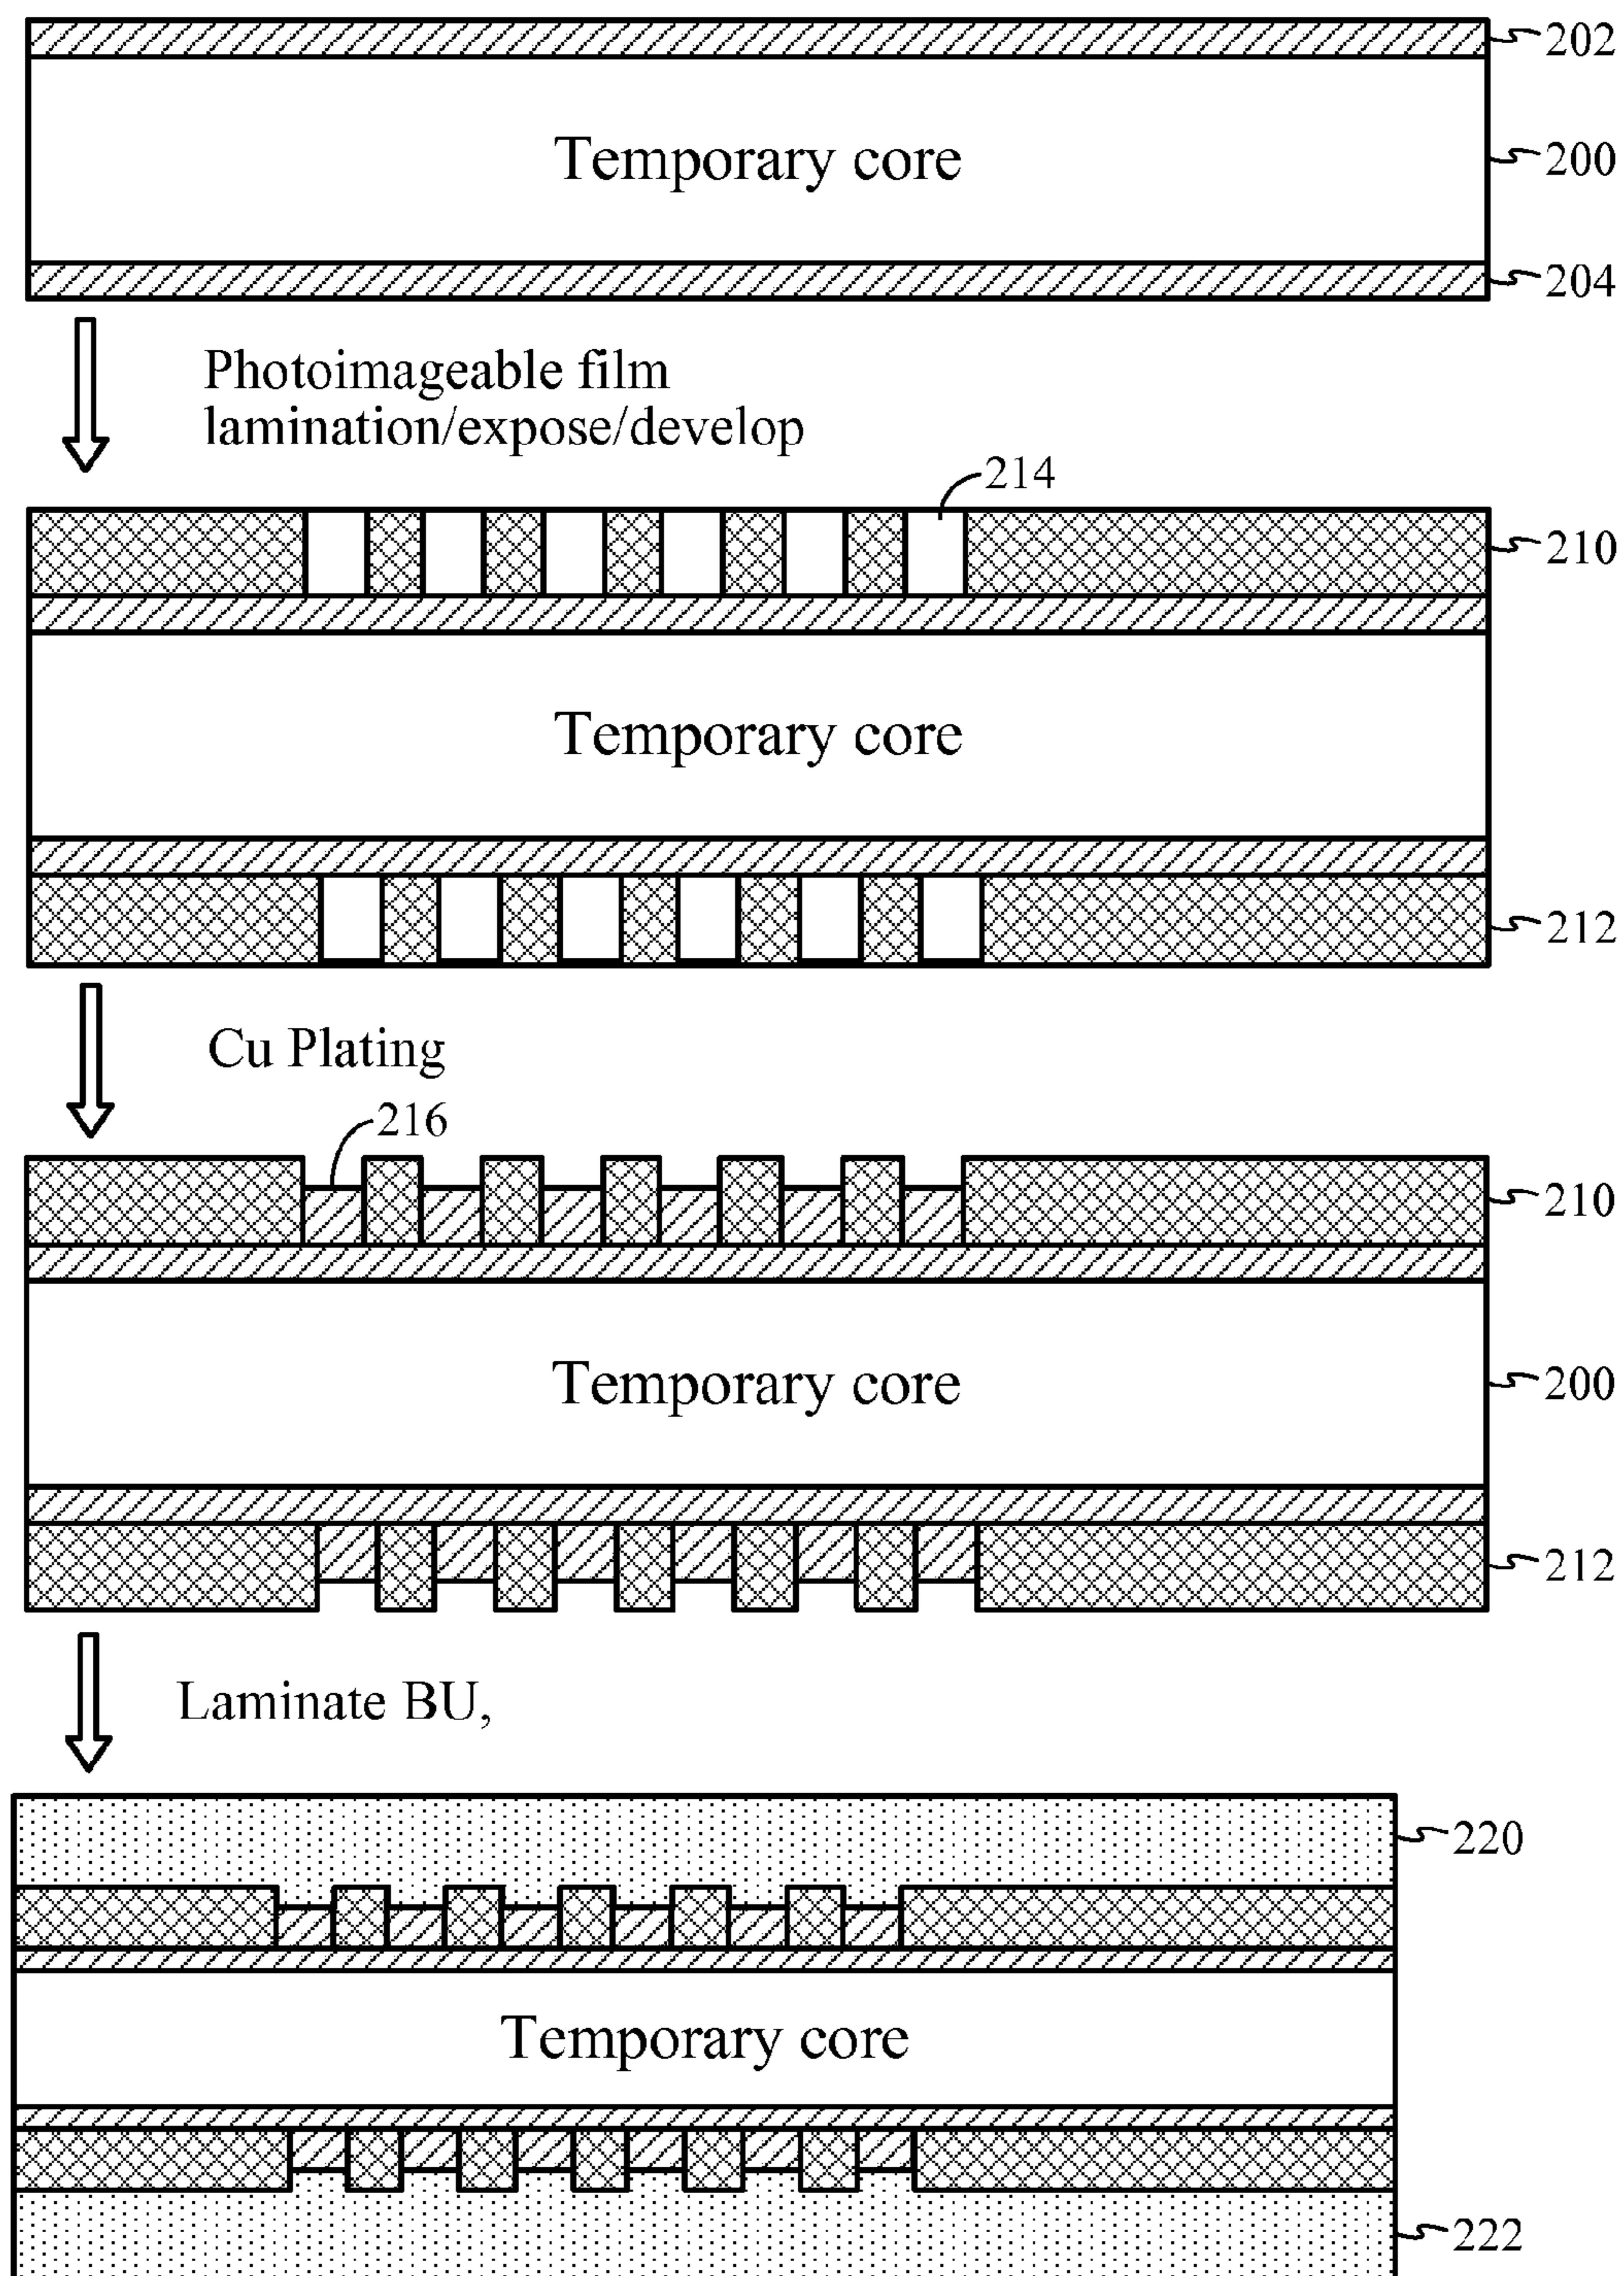 202
Temporary core
200
204
Photoimageable film
lamination/expose/develop
214
210
Temporary core
212
Cu Plating
216
210
Temporary core
200
212
Laminate BU,
220
Temporary core
222